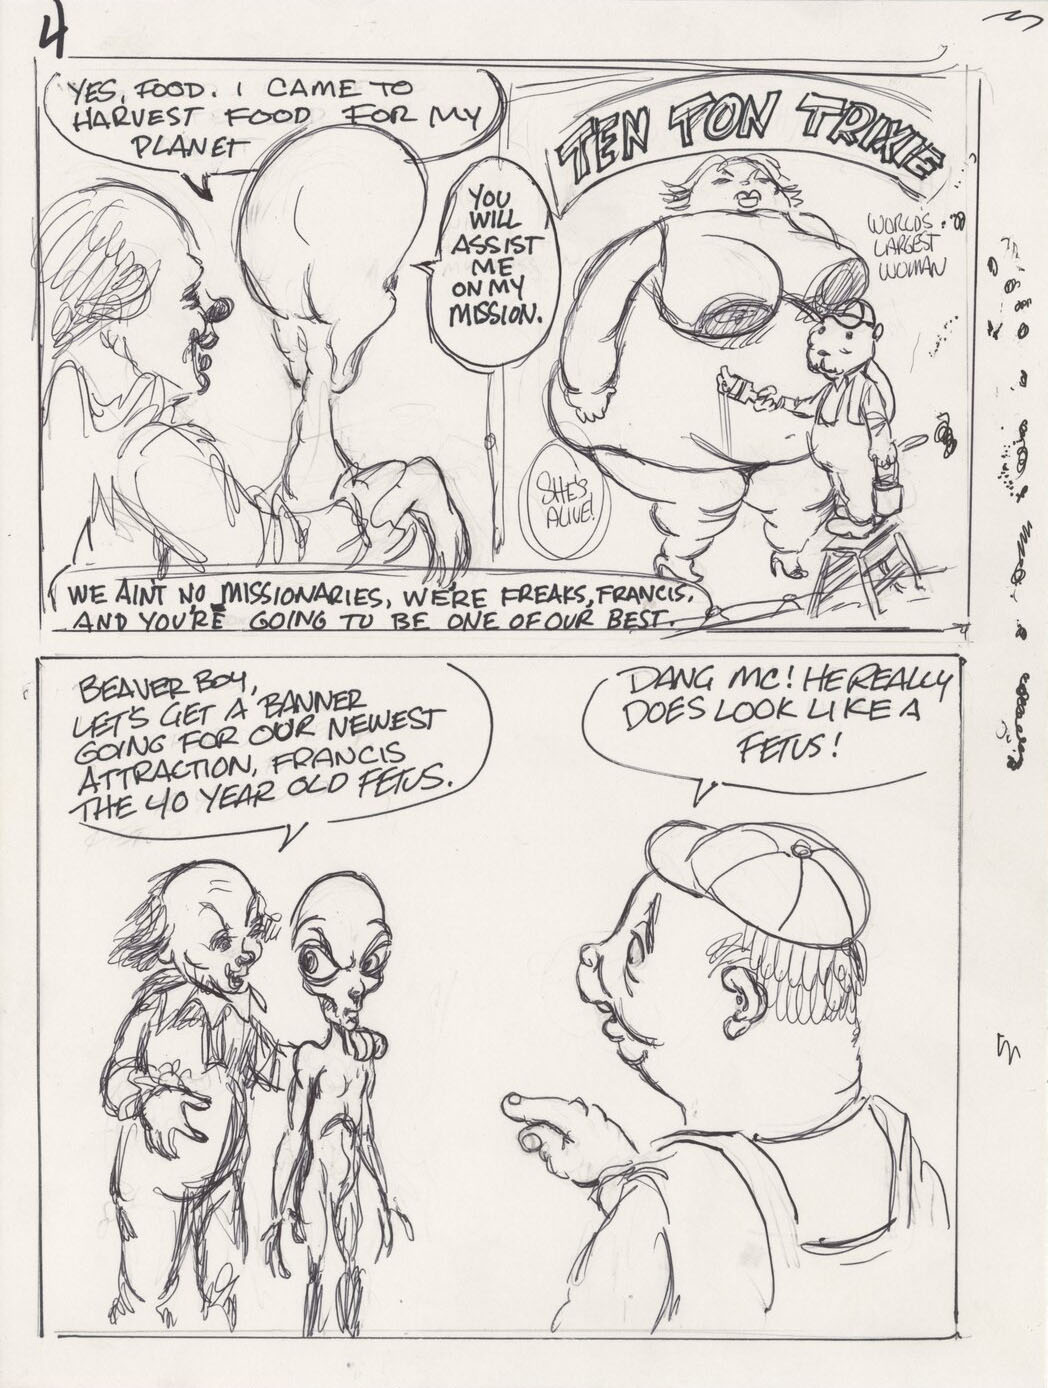 4
YES, FOOD. I CAME TO
HARVEST FOOD FOR MY
PLANET
YOU
WILL
ASSIST
ME
ON MY
MISSION.
TEN TON TRIXIE
WORLD'S
LARGEST
WOMAN
SHE'S
ALIVE!
WE AIN'T NO MISSIONARIES, WE'RE FREAKS, FRANCIS.
AND YOU'RE GOING TO BE ONE OF OUR BEST.
BEAVER BOY,
LET'S GET A BANNER
GOING FOR OUR NEWEST
ATTRACTION, FRANCIS
THE 40 YEAR OLD FETUS.
DANG MC! HE REALLY
DOES LOOK LIKE A
FETUS!